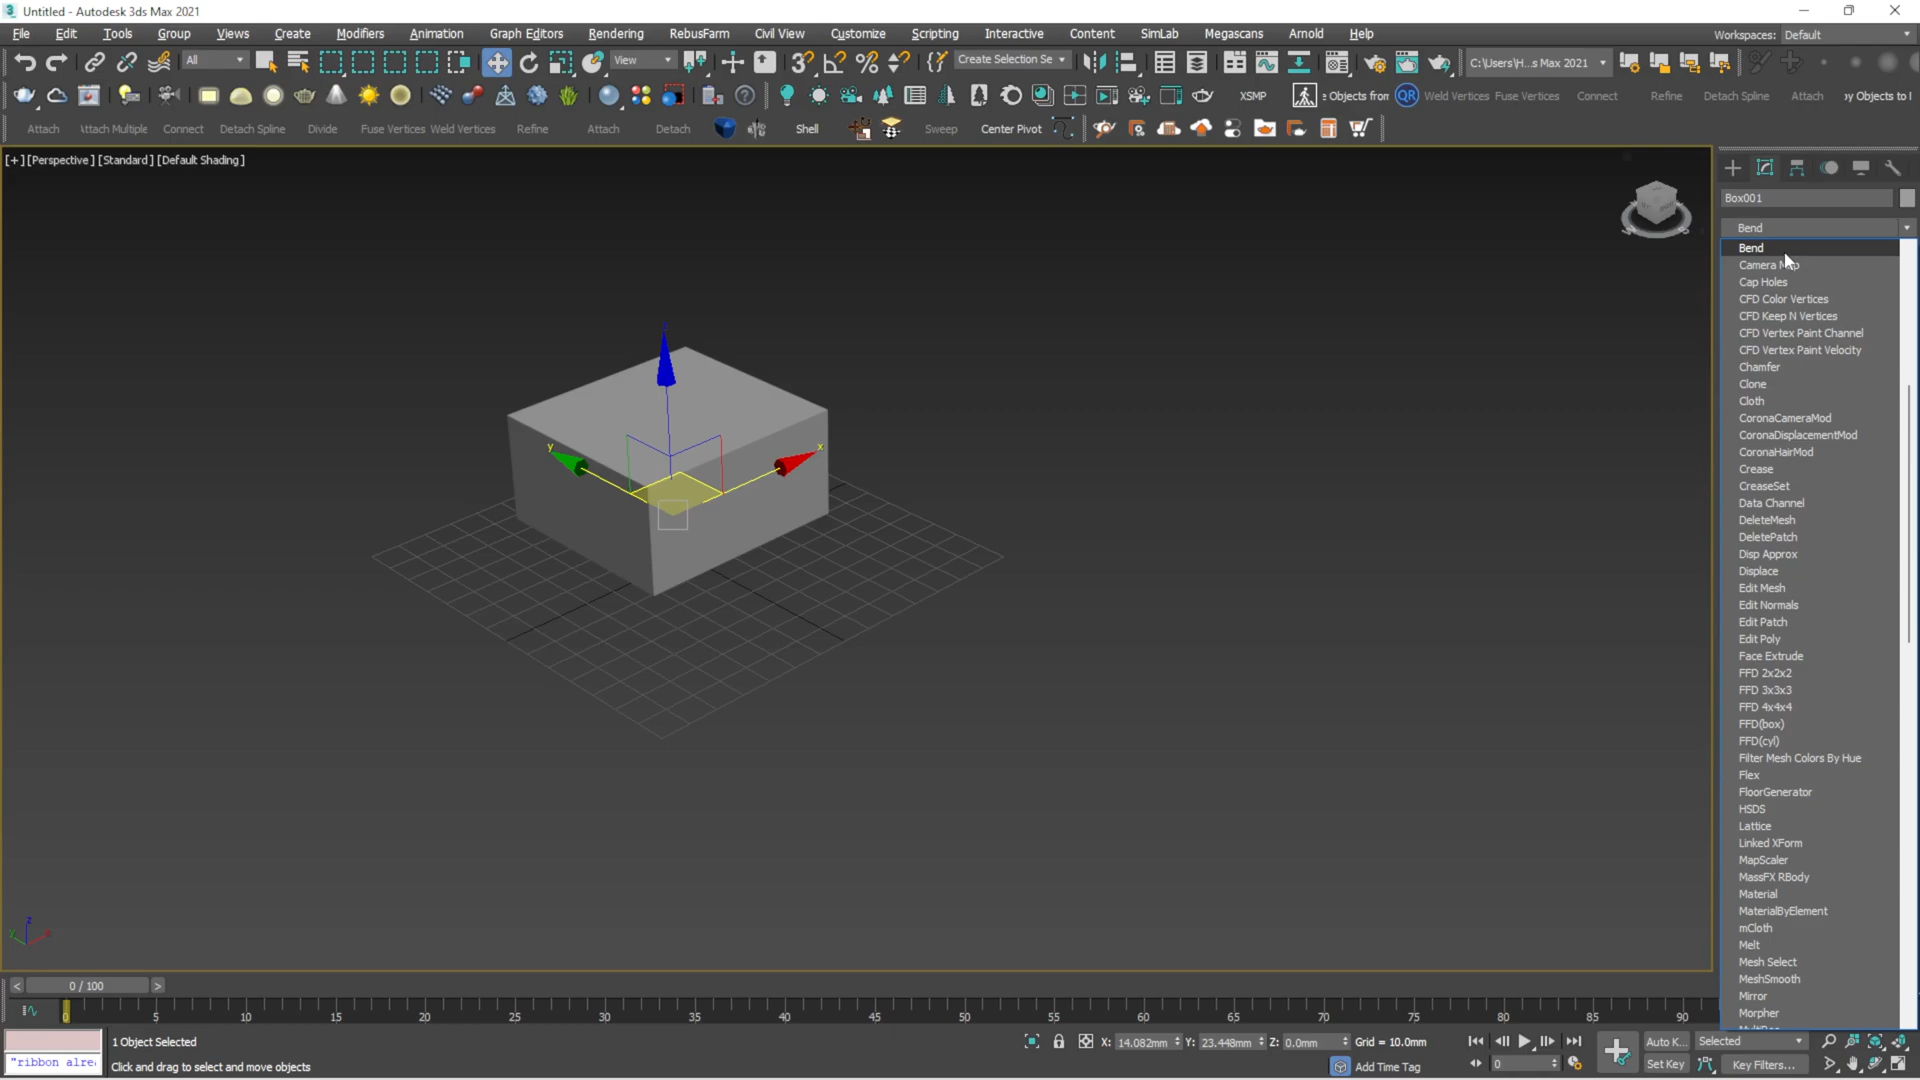 Untitled - Autodesk 3ds Max 2021
File Edit Tools Group Views Create Modifiers Animation Graph Editors Rendering RebusFarm Civil View Customize Scripting Interactive Content SimLab Megascans Arnold Help
Workspaces: Default
All View Create Selection Se C:\Users\H...s Max 2021
XSMP e Objects from QR Weld Vertices Fuse Vertices Connect Refine Detach Spline Attach py Objects to
Attach Attach Multiple Connect Detach Spline Divide Fuse Vertices Weld Vertices Refine Attach Detach Shell Sweep Center Pivot
[+] [Perspective] [Standard] [Default Shading]
Box001
Bend
Bend
Camera
Cap Holes
CFD Color Vertices
CFD Keep N Vertices
CFD Vertex Paint Channel
CFD Vertex Paint Velocity
Chamfer
Clone
Cloth
CoronaCameraMod
CoronaDisplacementMod
CoronaHairMod
Crease
CreaseSet
Data Channel
DeleteMesh
DeletePatch
Disp Approx
Displace
Edit Mesh
Edit Normals
Edit Patch
Edit Poly
Face Extrude
FFD 2x2x2
FFD 3x3x3
FFD 4x4x4
FFD(box)
FFD(cyl)
Filter Mesh Colors By Hue
Flex
FloorGenerator
HSDS
Lattice
Linked XForm
MapScaler
MassFX RBody
Material
MaterialByElement
mCloth
Melt
Mesh Select
MeshSmooth
Mirror
Morpher
y x
z
0 / 100
0 5 10 15 20 25 30 35 40 45 50 55 60 65 70 75 80 85 90
1 Object Selected
X: 14.082mm Y: 23.448mm Z: 0.0mm Grid = 10.0mm
Auto K... Selected
"ribbon alre
Click and drag to select and move objects
Add Time Tag
0
Set Key Key Filters...